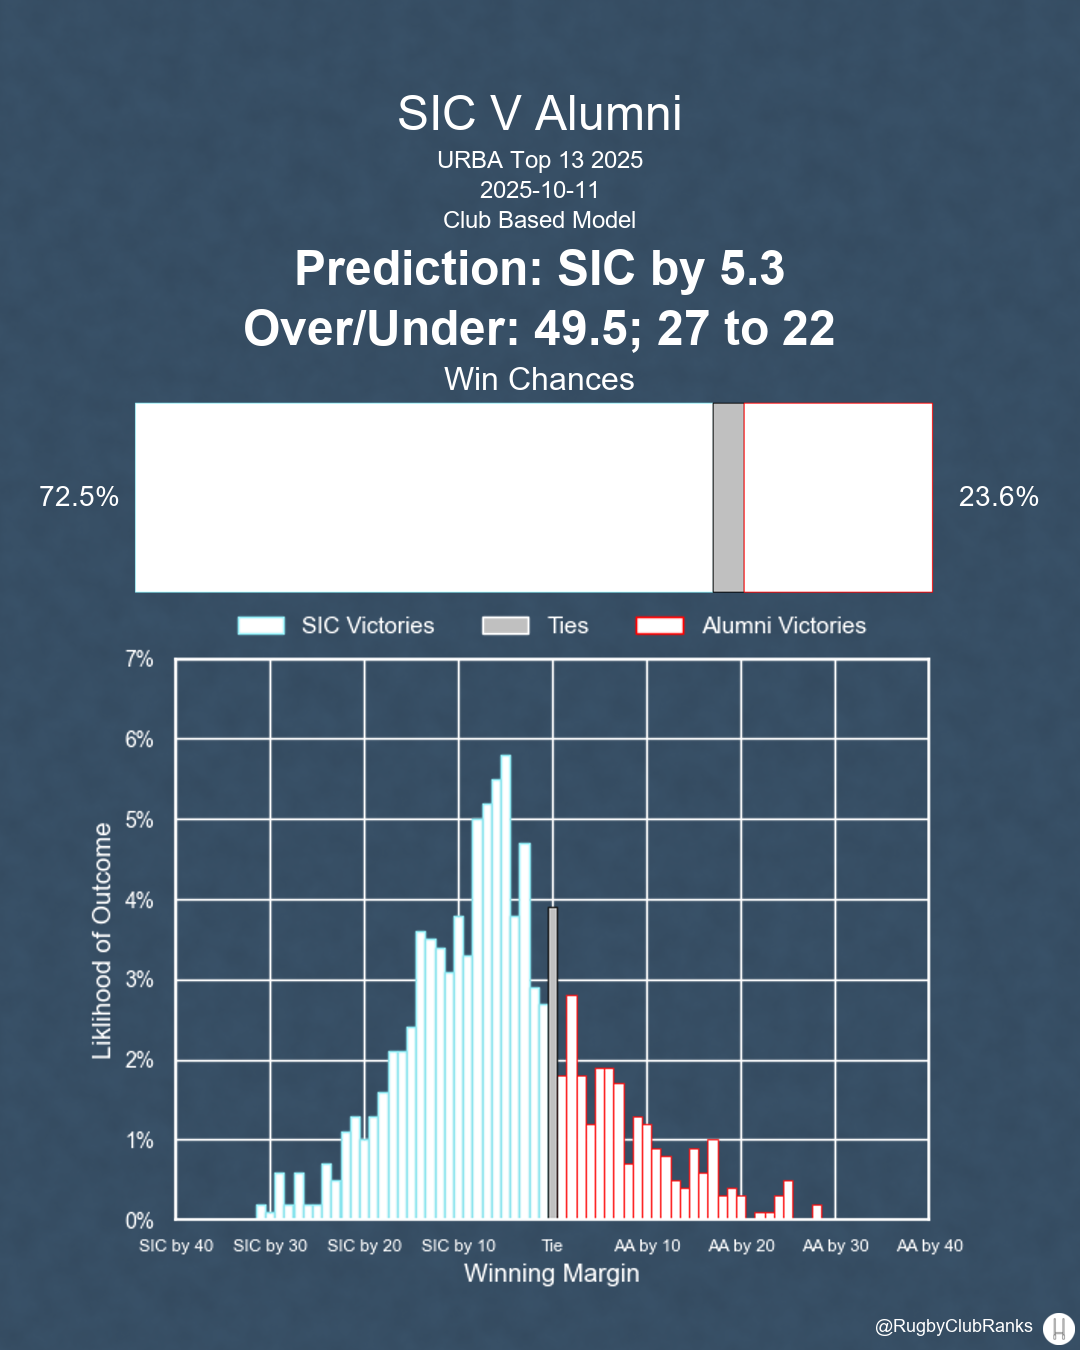 SIC V Alumni
URBA Top 13 2025
2025-10-11
Club Based Model
Prediction: SIC by 5.3
Over/Under: 49.5; 27 to 22
Win Chances
72.5%
23.6%
SIC Victories
Ties
Alumni Victories
7%
6%
5%
4%
3%
2%
1%
0%
Liklihood of Outcome
SIC by 40 SIC by 30 SIC by 20 SIC by 10 Tie AA by 10 AA by 20 AA by 30 AA by 40
Winning Margin
@RugbyClubRanks